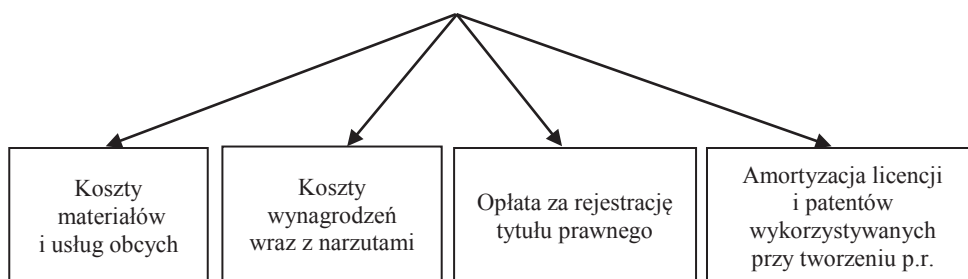 Koszty
materiałów
i usług obcych
Koszty
wynagrodzeń
wraz z narzutami
Opłata za rejestrację
tytułu prawnego
Amortyzacja licencji
i patentów
wykorzystywanych
przy tworzeniu p.r.